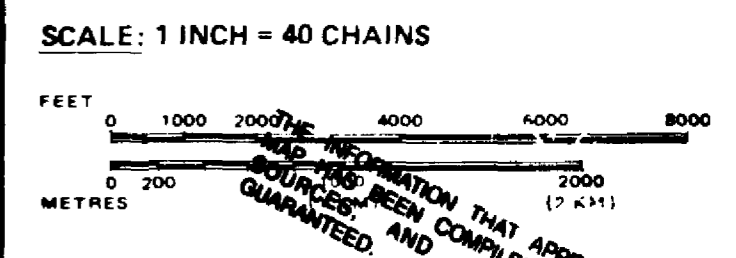 SCALE: 1 INCH = 40 CHAINS
FEET
0 1000 2000 4000 6000 8000
0 200 2000
METRES (2 KM)
THE INFORMATION THAT
MAP HAS BEEN
SOURCES, AND
GUARANTEED.